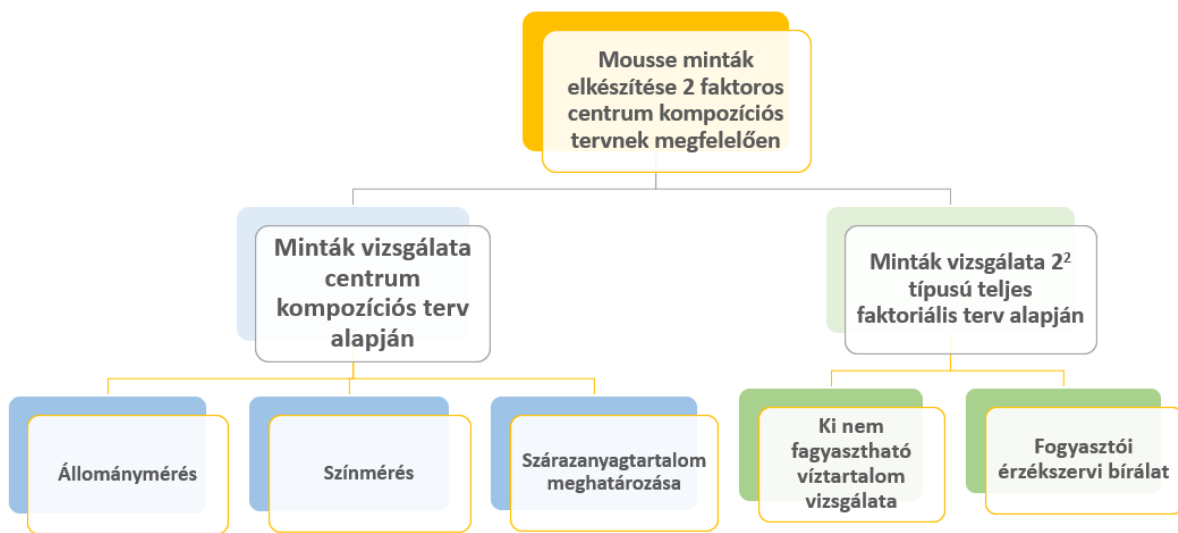 Mousse minták
elkészítése 2 faktoros
centrum kompozíciós
tervnek megfelelően
Minták vizsgálata
centrum
kompozíciós terv
alapján
Minták vizsgálata 2²
típusú teljes
faktoriális terv alapján
Állománymérés
Színmérés
Szárazanyagtartalom
meghatározása
Ki nem
fagyasztható
víztartalom
vizsgálata
Fogyasztói
érzékszervi bírálat